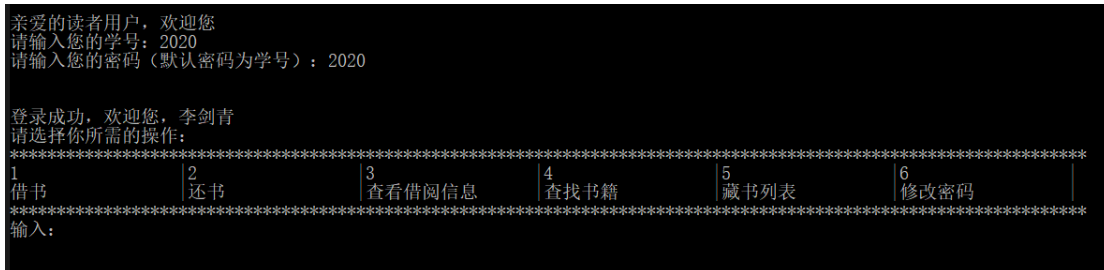 亲爱的读者用户，欢迎您
请输入您的学号：2020
请输入您的密码（默认密码为学号）：2020
登录成功，欢迎您，李剑青
请选择你所需的操作：
*******************************************************************************************************************
1 |2 |3 |4 |5 |6 |
借书 |还书 |查看借阅信息 |查找书籍 |藏书列表 |修改密码 |
*******************************************************************************************************************
输入：